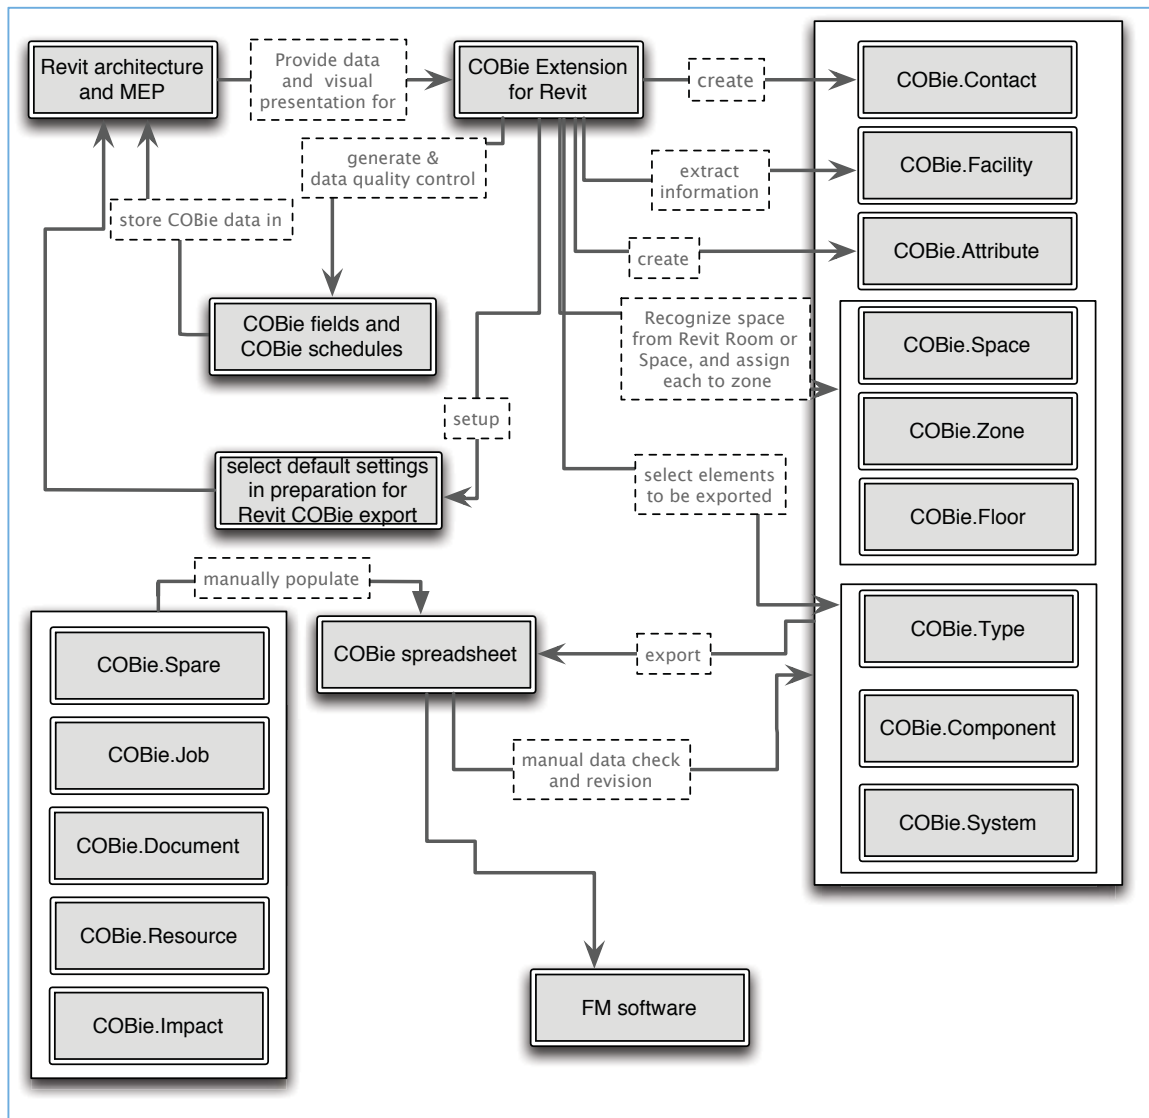 Revit architecture
and MEP
Provide data
and visual
presentation for
COBie Extension
for Revit
create
COBie.Contact
generate &
data quality control
extract
information
COBie.Facility
store COBie data in
create
COBie.Attribute
COBie fields and
COBie schedules
Recognize space
from Revit Room or
Space, and assign
each to zone
COBie.Space
COBie.Zone
COBie.Floor
setup
select default settings
in preparation for
Revit COBie export
select elements
to be exported
manually populate
COBie spreadsheet
export
COBie.Type
COBie.Component
COBie.System
manual data check
and revision
COBie.Spare
COBie.Job
COBie.Document
COBie.Resource
COBie.Impact
FM software